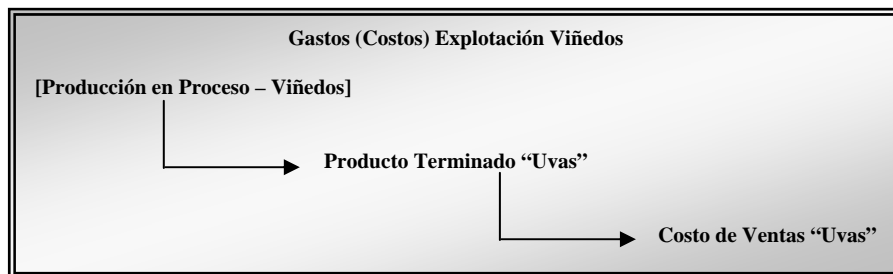 Gastos (Costos) Explotación Viñedos
[Producción en Proceso – Viñedos]
Producto Terminado “Uvas”
Costo de Ventas “Uvas”